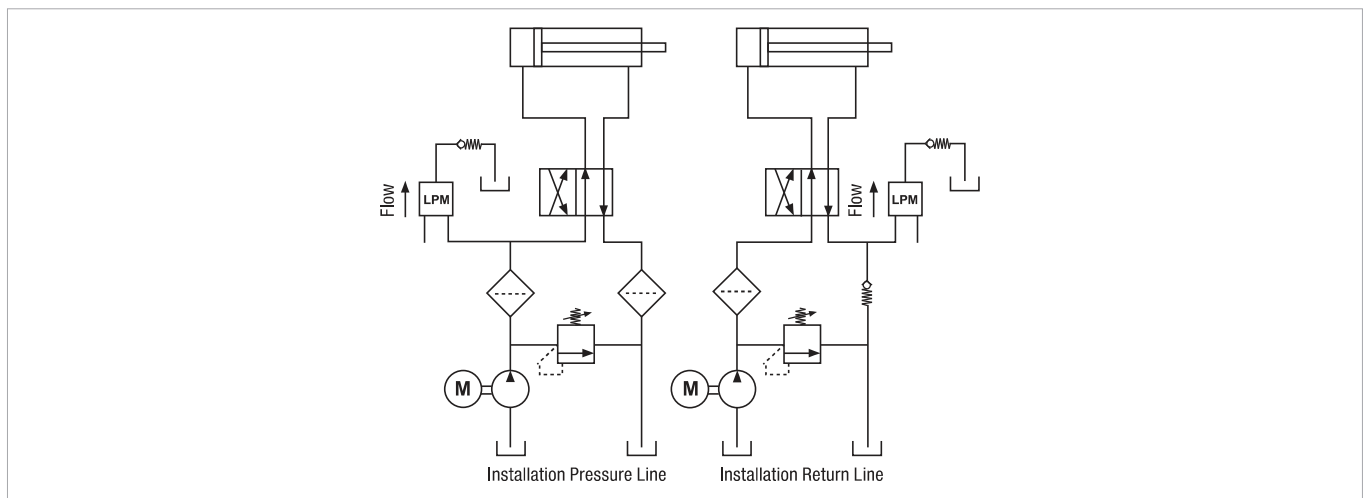 Flow
LPM
Flow
LPM
M
M
Installation Pressure Line
Installation Return Line